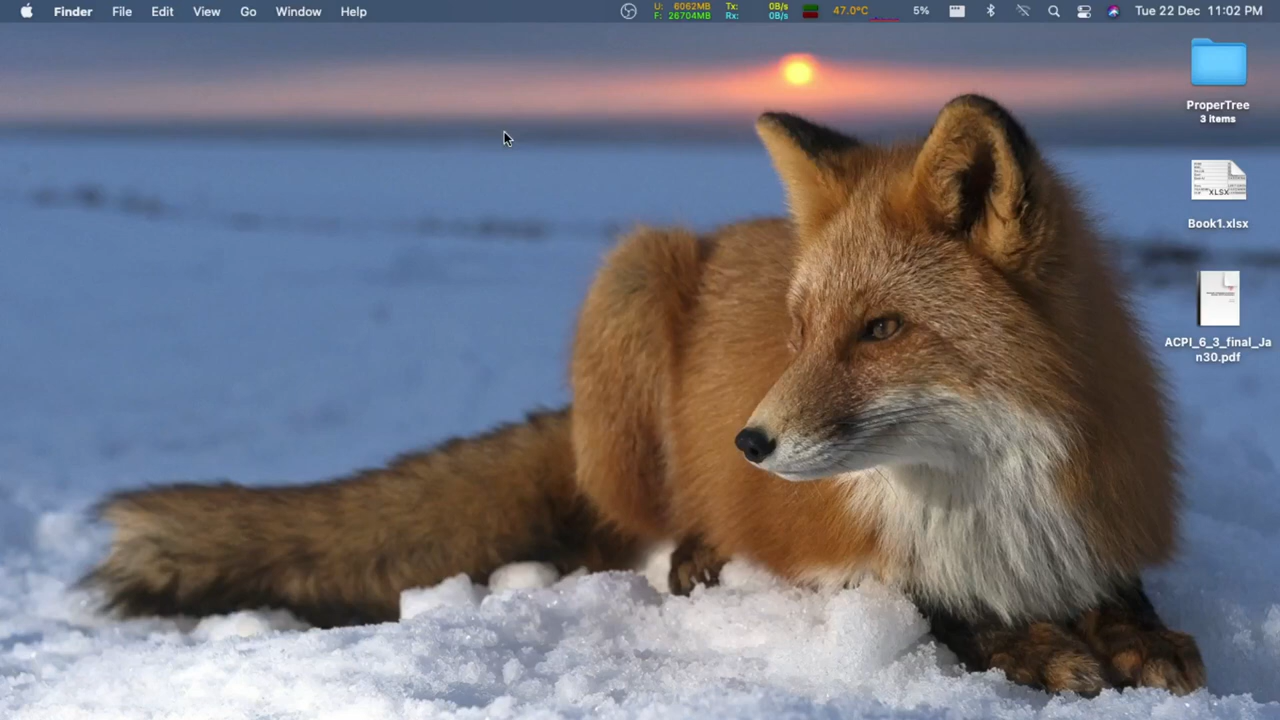 Finder File Edit View Go Window Help U: 6062MB Tx: 0B/s 47.0°C 5% Tue 22 Dec 11:02 PM
F: 26704MB Rx: 0B/s
ProperTree
3 items
XLSX
Book1.xlsx
ACPI_6_3_final_Ja
n30.pdf